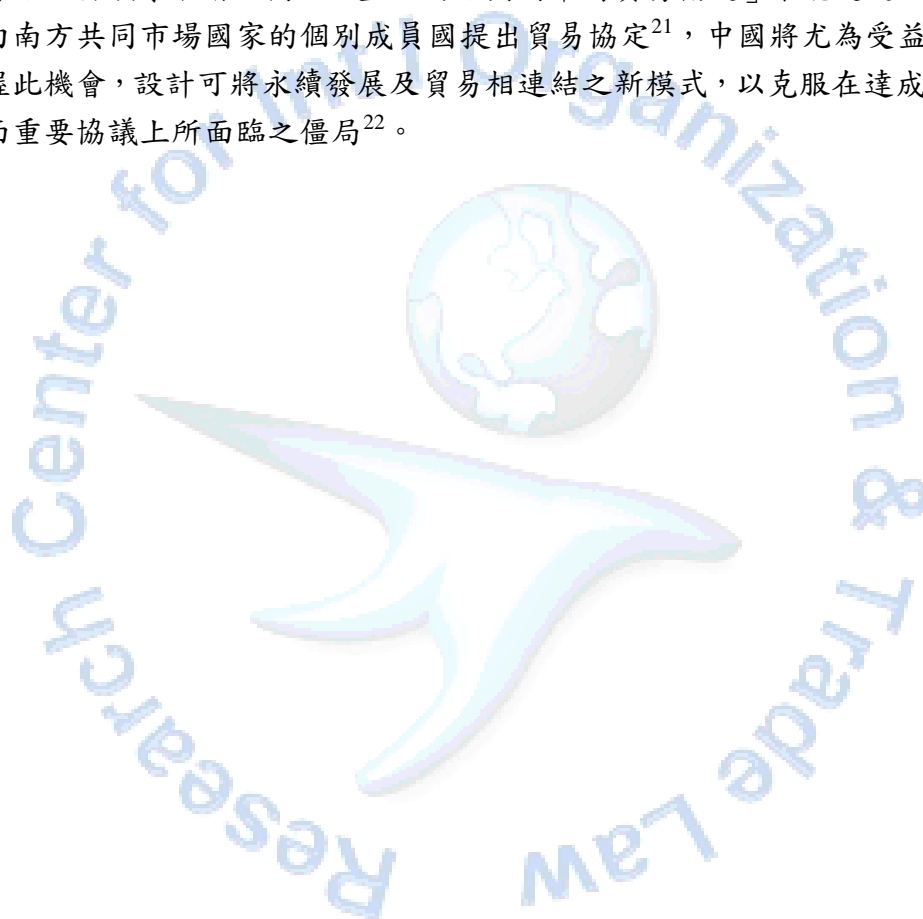 南方共同市場國家的個別成員國提出貿易協定21，中國將尤為受益
此機會，設計可將永續發展及貿易相連結之新模式，以克服在達成
重要協議上所面臨之僵局22。
Research Center for Int'l Organization & Trade Law